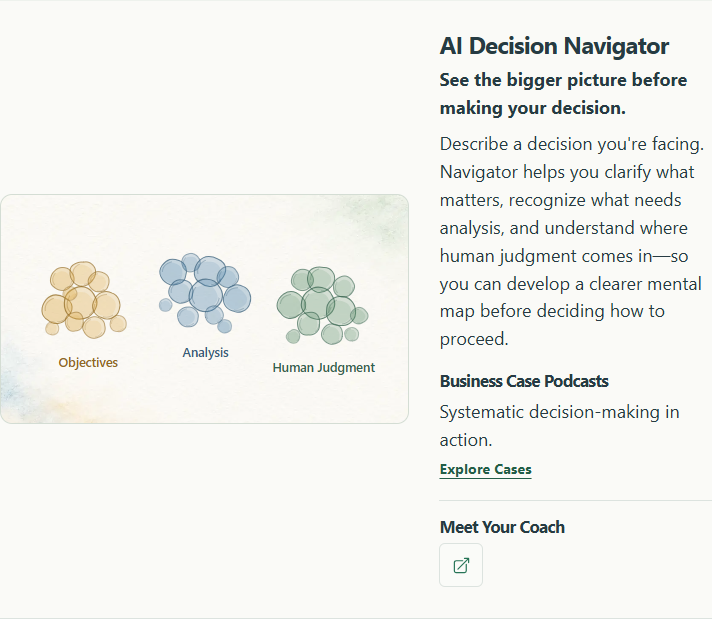 AI Decision Navigator
See the bigger picture before
making your decision.
Describe a decision you're facing.
Navigator helps you clarify what
matters, recognize what needs
analysis, and understand where
human judgment comes in—so
you can develop a clearer mental
map before deciding how to
proceed.
Objectives
Analysis
Human Judgment
Business Case Podcasts
Systematic decision-making in
action.
Explore Cases
Meet Your Coach